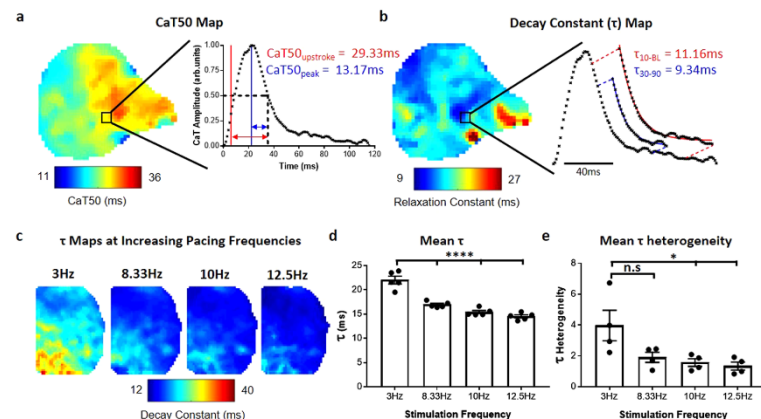 a
CaT50 Map
CaT Amplitude (arb.units)
1.00
0.75
0.50
0.25
0.00
0 20 40 60 80 100 120
Time (ms)
CaT50upstroke = 29.33ms
CaT50peak = 13.17ms
11 36
CaT50 (ms)
b
Decay Constant (τ) Map
τ10-BL = 11.16ms
τ30-90 = 9.34ms
40ms
9 27
Relaxation Constant (ms)
c
τ Maps at Increasing Pacing Frequencies
3Hz 8.33Hz 10Hz 12.5Hz
12 40
Decay Constant (ms)
d
Mean τ
****
τ (ms)
25
20
15
10
5
0
3Hz 8.33Hz 10Hz 12.5Hz
Stimulation Frequency
e
Mean τ heterogeneity
n.s *
τ Heterogeneity
8
6
4
2
0
3Hz 8.33Hz 10Hz 12.5Hz
Stimulation Frequency